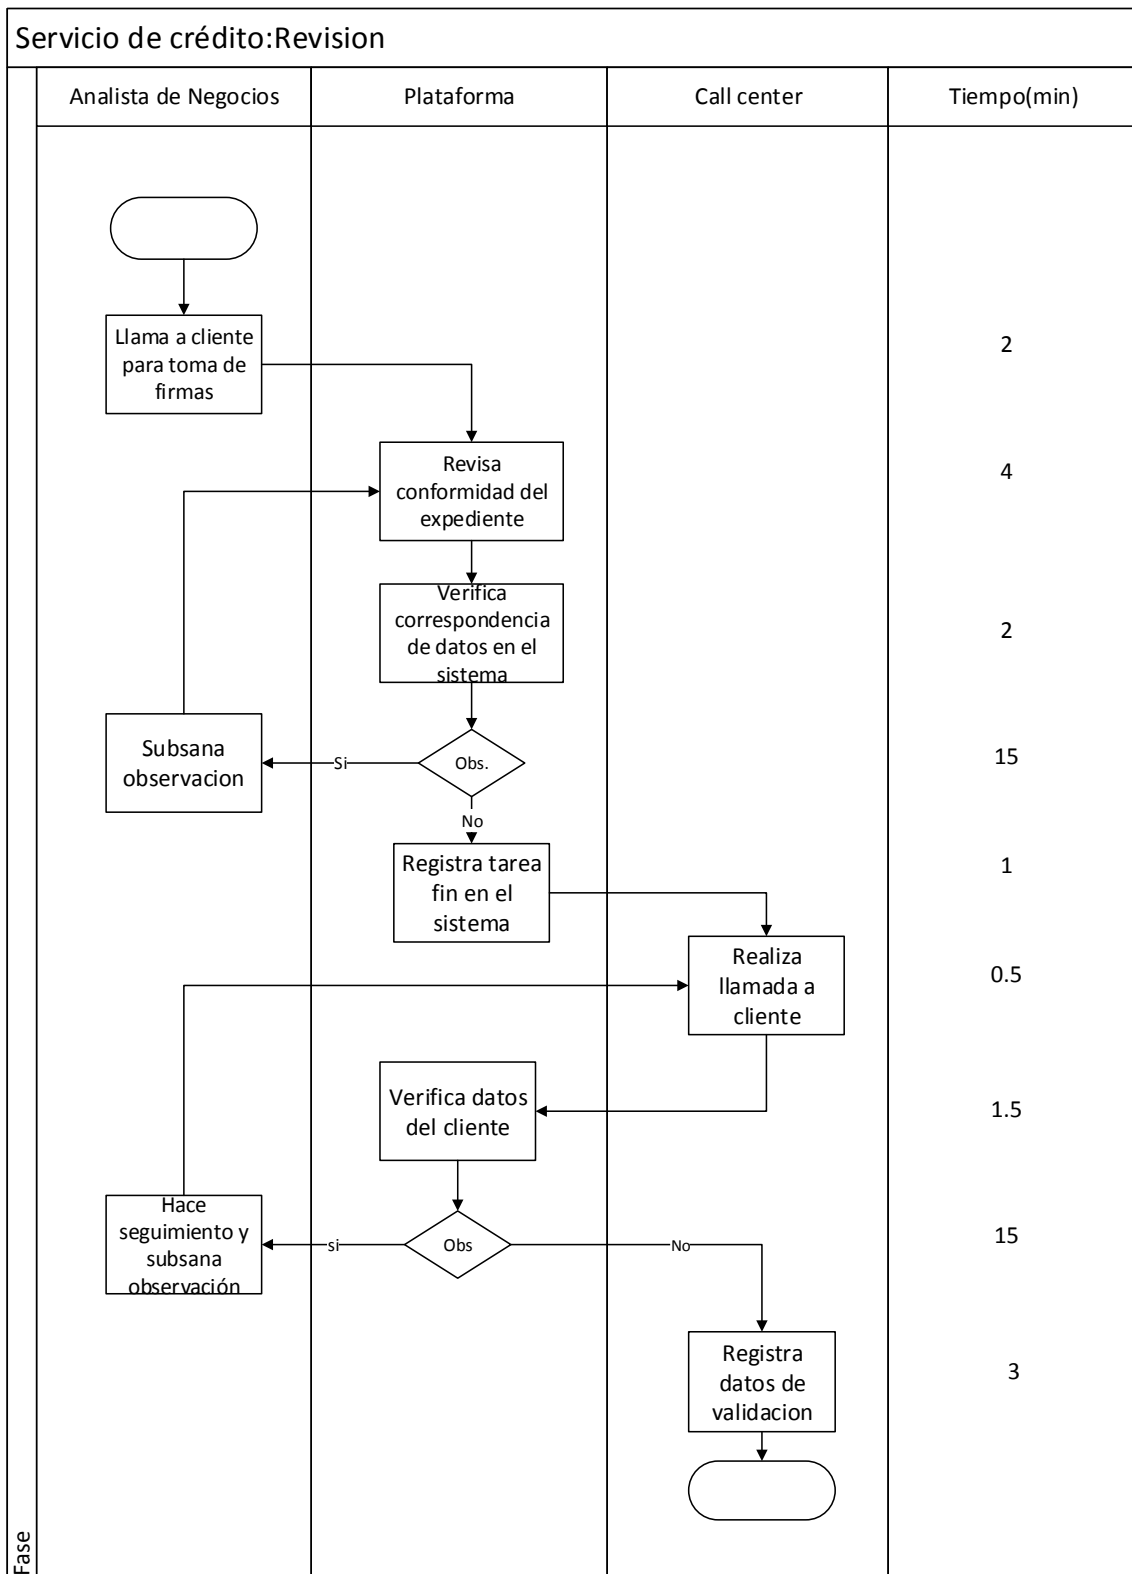 Servicio de crédito:Revision
Analista de Negocios
Plataforma
Call center
Tiempo(min)
Llama a cliente
para toma de
firmas
2
Revisa
conformidad del
expediente
4
Verifica
correspondencia
de datos en el
sistema
2
Subsana
observacion
Si
Obs.
15
No
Registra tarea
fin en el
sistema
1
Realiza
llamada a
cliente
0.5
Verifica datos
del cliente
1.5
Hace
seguimiento y
subsana
observación
si
Obs
No
15
Registra
datos de
validacion
3
Fase